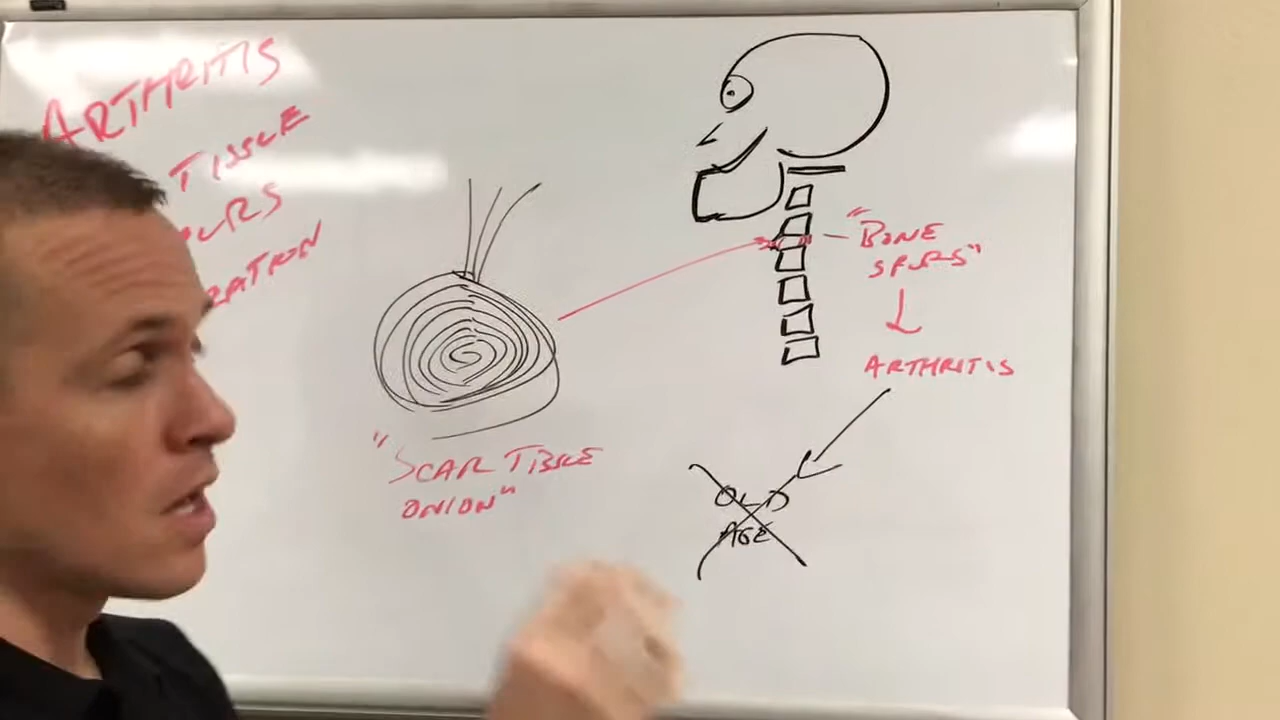 ARTHRITIS
TISSUE
"BONE
SPURS"
ARTHRITIS
"SCAR TISSUE
ONION"
OLD
AGE